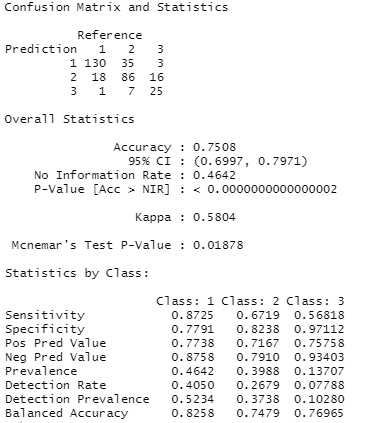 Confusion Matrix and Statistics
Reference
Prediction 1 2 3
1 130 35 3
2 18 86 16
3 1 7 25
Overall Statistics
Accuracy : 0.7508
95% CI : (0.6997, 0.7971)
No Information Rate : 0.4642
P-Value [Acc > NIR] : < 0.0000000000000002
Kappa : 0.5804
Mcnemar's Test P-Value : 0.01878
Statistics by Class:
Class: 1 Class: 2 Class: 3
Sensitivity 0.8725 0.6719 0.56818
Specificity 0.7791 0.8238 0.97112
Pos Pred Value 0.7738 0.7167 0.75758
Neg Pred Value 0.8758 0.7910 0.93403
Prevalence 0.4642 0.3988 0.13707
Detection Rate 0.4050 0.2679 0.07788
Detection Prevalence 0.5234 0.3738 0.10280
Balanced Accuracy 0.8258 0.7479 0.76965